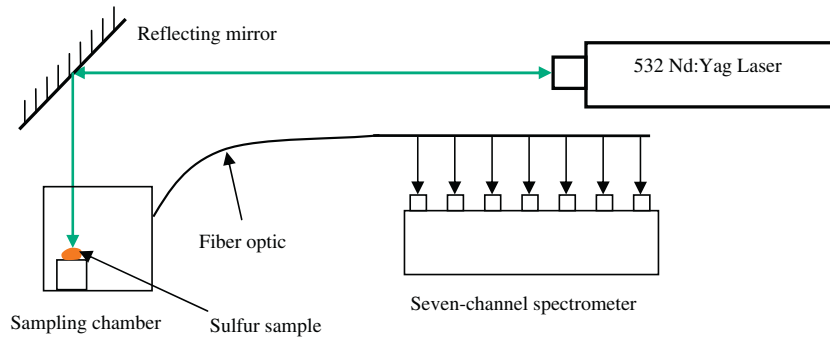 Reflecting mirror
532 Nd:Yag Laser
Fiber optic
Seven-channel spectrometer
Sampling chamber
Sulfur sample